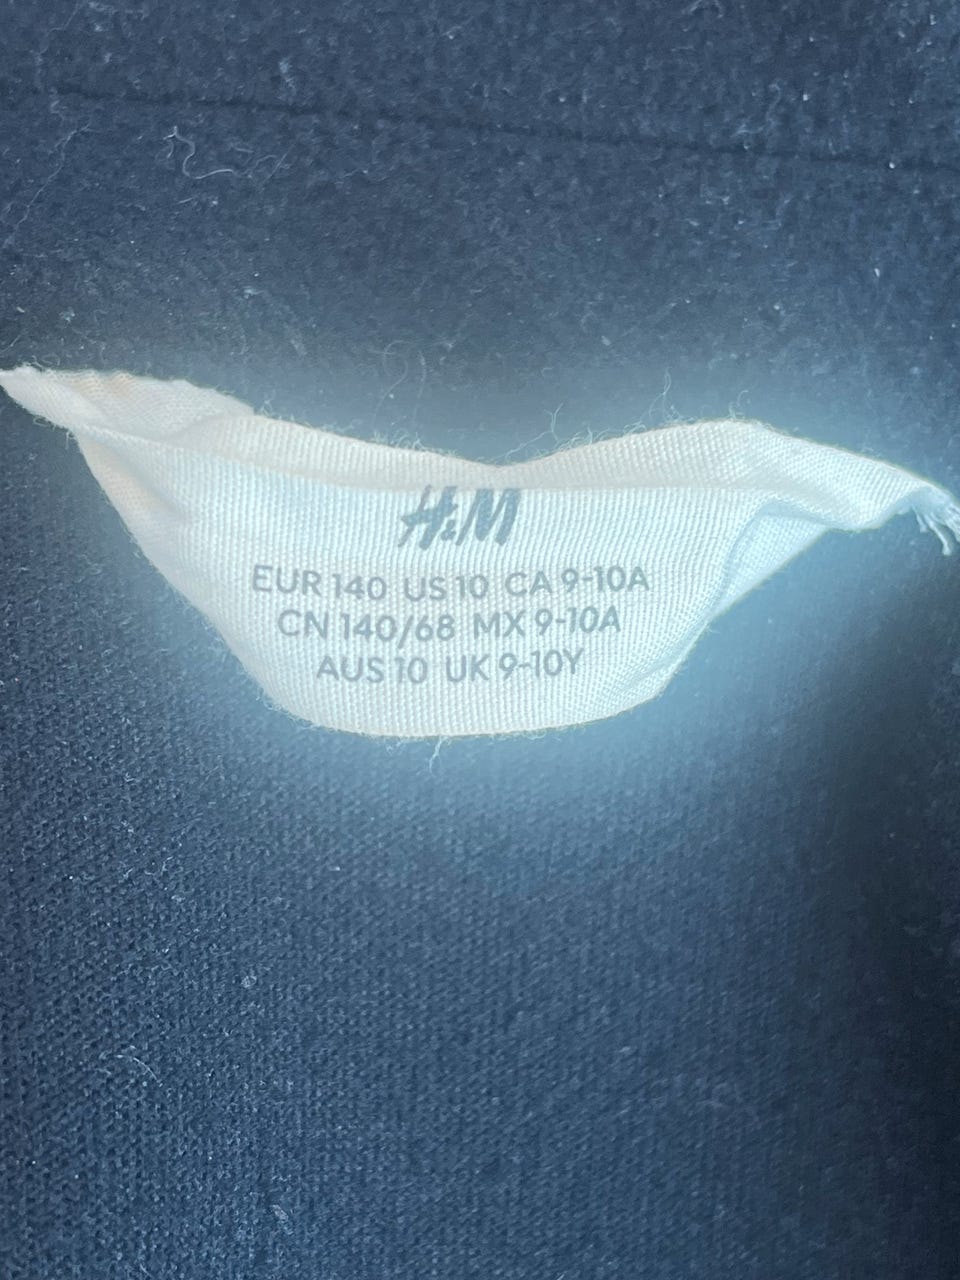 H&M
EUR 140 US 10 CA 9-10A
CN 140/68 MX 9-10A
AUS 10 UK 9-10Y